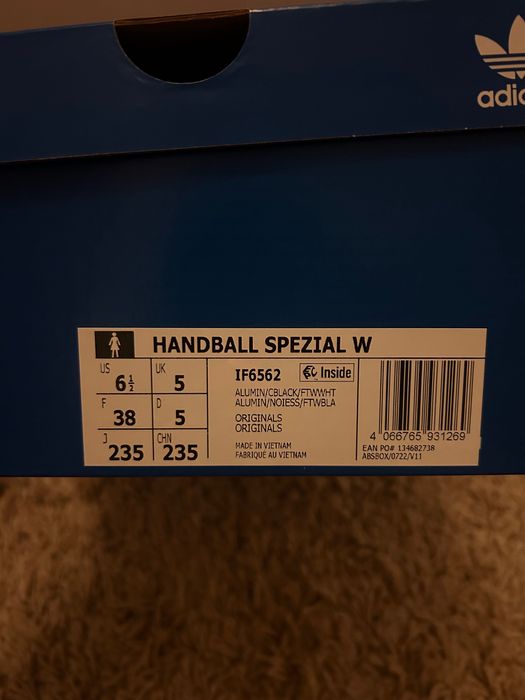 HANDBALL SPEZIAL W
US 6½ UK 5
F 38 D 5
J 235 CHN 235
IF6562 Inside
ALUMIN/CBLACK/FTWWHT
ALUMIN/NOIESS/FTWBLA
ORIGINALS
ORIGINALS
MADE IN VIETNAM
FABRIQUÉ AU VIETNAM
4 066765 931269
EAN PO# 134682738
ABSBOX/0722/V11